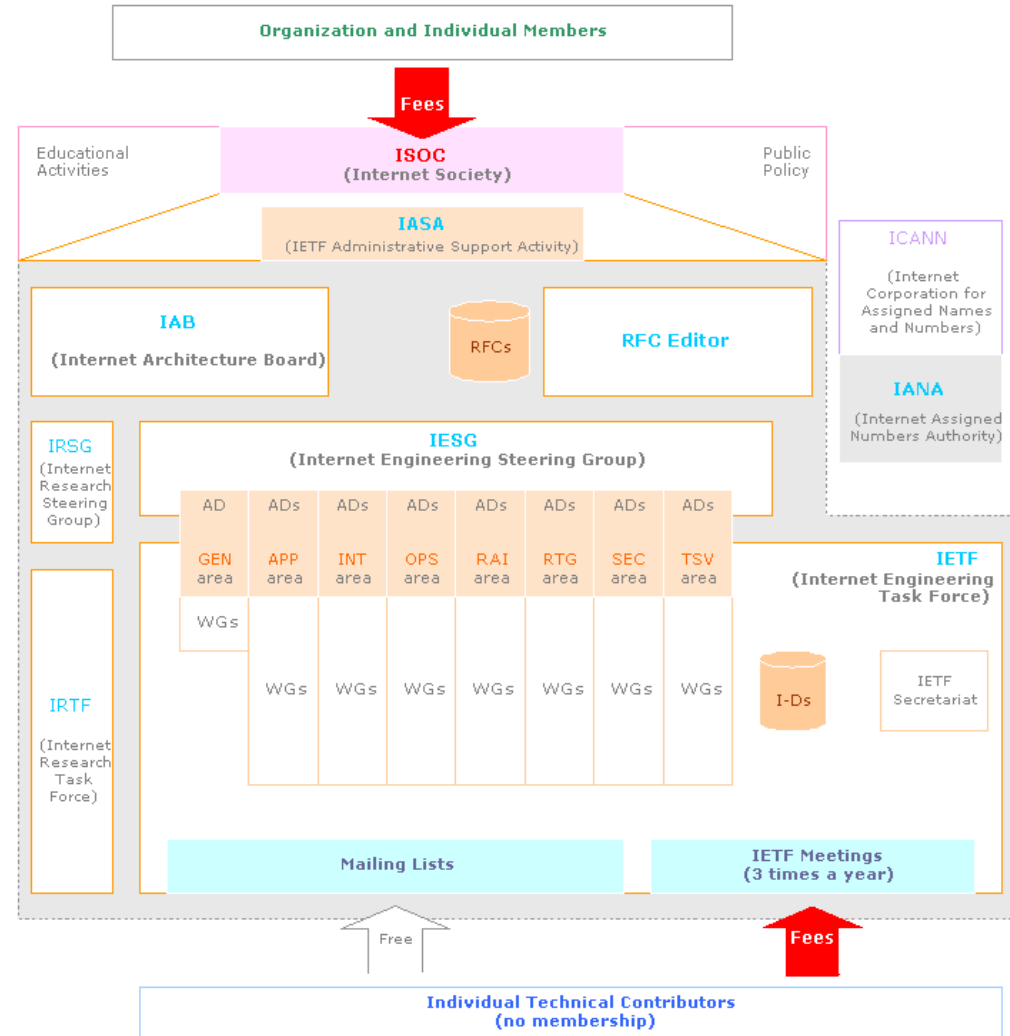 Organization and Individual Members
Fees
Educational
Activities
ISOC
(Internet Society)
Public
Policy
IASA
(IETF Administrative Support Activity)
ICANN
(Internet
Corporation for
Assigned Names
and Numbers)
IAB
(Internet Architecture Board)
RFCs
RFC Editor
IANA
(Internet Assigned
Numbers Authority)
IRSG
(Internet
Research
Steering
Group)
IESG
(Internet Engineering Steering Group)
AD ADs ADs ADs ADs ADs ADs ADs
GEN APP INT OPS RAI RTG SEC TSV
area area area area area area area area
IETF
(Internet Engineering
Task Force)
WGs
WGs WGs WGs WGs WGs WGs WGs
I-Ds
IETF
Secretariat
IRTF
(Internet
Research
Task
Force)
Mailing Lists
IETF Meetings
(3 times a year)
Free
Fees
Individual Technical Contributors
(no membership)